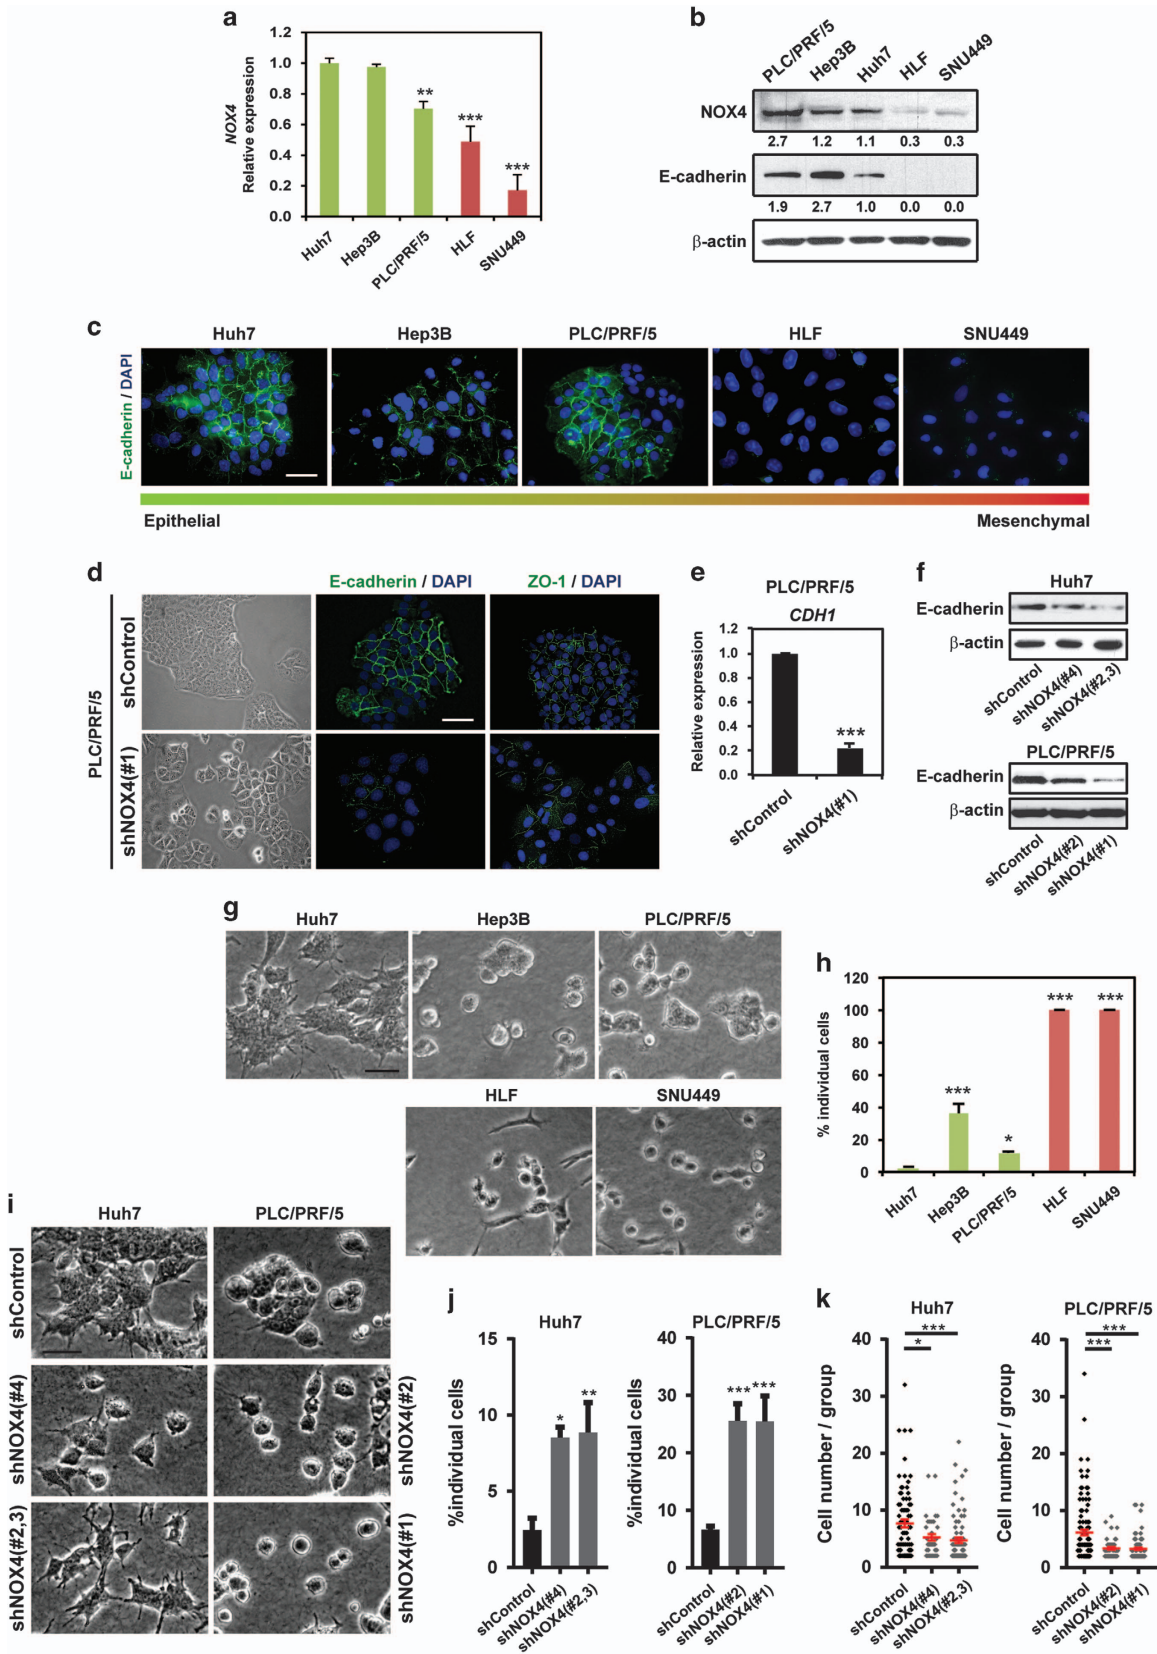 a
NOX4
Relative expression
1.2
1.0
0.8
0.6
0.4
0.2
0.0
**
***
***
Huh7
Hep3B
PLC/PRF/5
HLF
SNU449
b
PLC/PRF/5
Hep3B
Huh7
HLF
SNU449
NOX4
2.7 1.2 1.1 0.3 0.3
E-cadherin
1.9 2.7 1.0 0.0 0.0
β-actin
c
Huh7
Hep3B
PLC/PRF/5
HLF
SNU449
E-cadherin / DAPI
Epithelial
Mesenchymal
d
E-cadherin / DAPI
ZO-1 / DAPI
PLC/PRF/5
shControl
shNOX4(#1)
e
PLC/PRF/5
CDH1
Relative expression
1.2
1.0
0.8
0.6
0.4
0.2
0.0
***
shControl
shNOX4(#1)
f
Huh7
E-cadherin
β-actin
shControl
shNOX4(#4)
shNOX4(#2,3)
PLC/PRF/5
E-cadherin
β-actin
shControl
shNOX4(#2)
shNOX4(#1)
g
Huh7
Hep3B
PLC/PRF/5
HLF
SNU449
h
% individual cells
120
100
80
60
40
20
0
***
*
***
***
Huh7
Hep3B
PLC/PRF/5
HLF
SNU449
i
Huh7
PLC/PRF/5
shControl
shNOX4(#4)
shNOX4(#2)
shNOX4(#2,3)
shNOX4(#1)
j
Huh7
%individual cells
15
10
5
0
*
**
shControl
shNOX4(#4)
shNOX4(#2,3)
PLC/PRF/5
%individual cells
40
30
20
10
0
***
***
shControl
shNOX4(#2)
shNOX4(#1)
k
Huh7
Cell number / group
40
30
20
10
0
***
*
shControl
shNOX4(#4)
shNOX4(#2,3)
PLC/PRF/5
Cell number / group
40
30
20
10
0
***
***
shControl
shNOX4(#2)
shNOX4(#1)